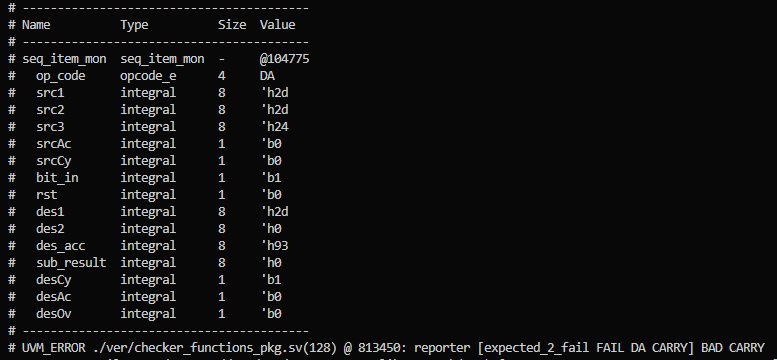 # -----------------------------------------
# Name Type Size Value
# -----------------------------------------
# seq_item_mon seq_item_mon - @104775
# op_code opcode_e 4 DA
# src1 integral 8 'h2d
# src2 integral 8 'h2d
# src3 integral 8 'h24
# srcAc integral 1 'b0
# srcCy integral 1 'b0
# bit_in integral 1 'b1
# rst integral 1 'b0
# des1 integral 8 'h2d
# des2 integral 8 'h0
# des_acc integral 8 'h93
# sub_result integral 8 'h0
# desCy integral 1 'b1
# desAc integral 1 'b0
# desOv integral 1 'b0
# -----------------------------------------
# UVM_ERROR ./ver/checker_functions_pkg.sv(128) @ 813450: reporter [expected_2_fail FAIL DA CARRY] BAD CARRY